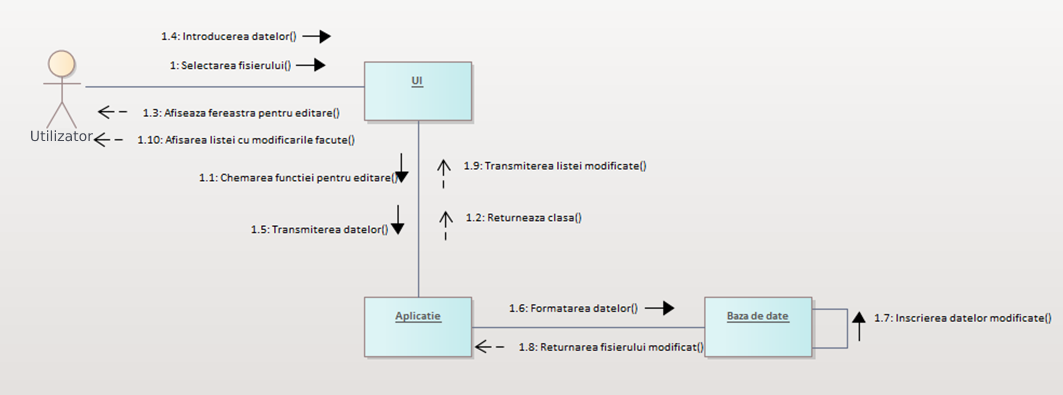 1.4: Introducerea datelor()
1: Selectarea fisierului()
UI
1.3: Afiseaza fereastra pentru editare()
Utilizator
1.10: Afisarea listei cu modificarile facute()
1.9: Transmiterea listei modificate()
1.1: Chemarea functiei pentru editare()
1.2: Returneaza clasa()
1.5: Transmiterea datelor()
1.6: Formatarea datelor()
Aplicatie
Baza de date
1.7: Inscrierea datelor modificate()
1.8: Returnarea fisierului modificat()